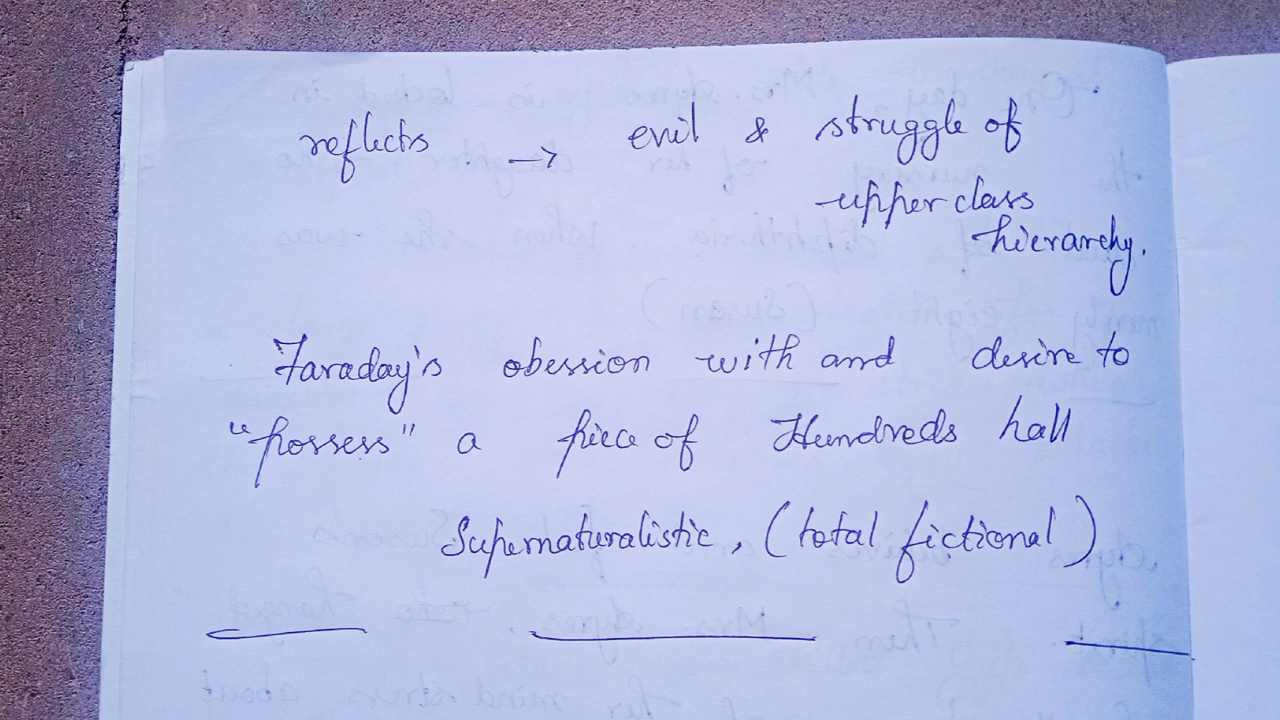 reflects → evil & struggle of
upper class
hierarchy.
Faraday's obession with and desire to
"possess" a piece of Hundreds hall
Supernaturalistic, (total fictional)